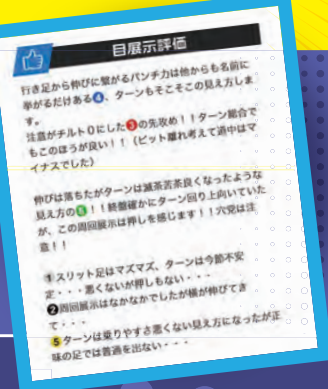 目展示評価
行き足から伸びに繋がるパンチ力は他からも名前に
挙がるだけある④、ターンもそこそこの見え方しま
す。
注意がチルト0にした③の先攻め！！ターン総合で
もこのほうが良い！！（ピット離れ考えて道中はマ
イナスでした）
伸びは落ちたがターンは滅茶苦茶良くなったような
見え方の⑥！！終盤確かにターン回り上向いていた
が、この周回展示は押しを感じます！！穴党は注
意！！
①スリット足はマズマズ、ターンは今節不安
定・・・悪くないが押しもない・・・
②周回展示はなかなかでしたが横が伸びてき
て・・・
⑤ターンは乗りやすさ悪くない見え方になったが正
味の足では普通を出ない・・・